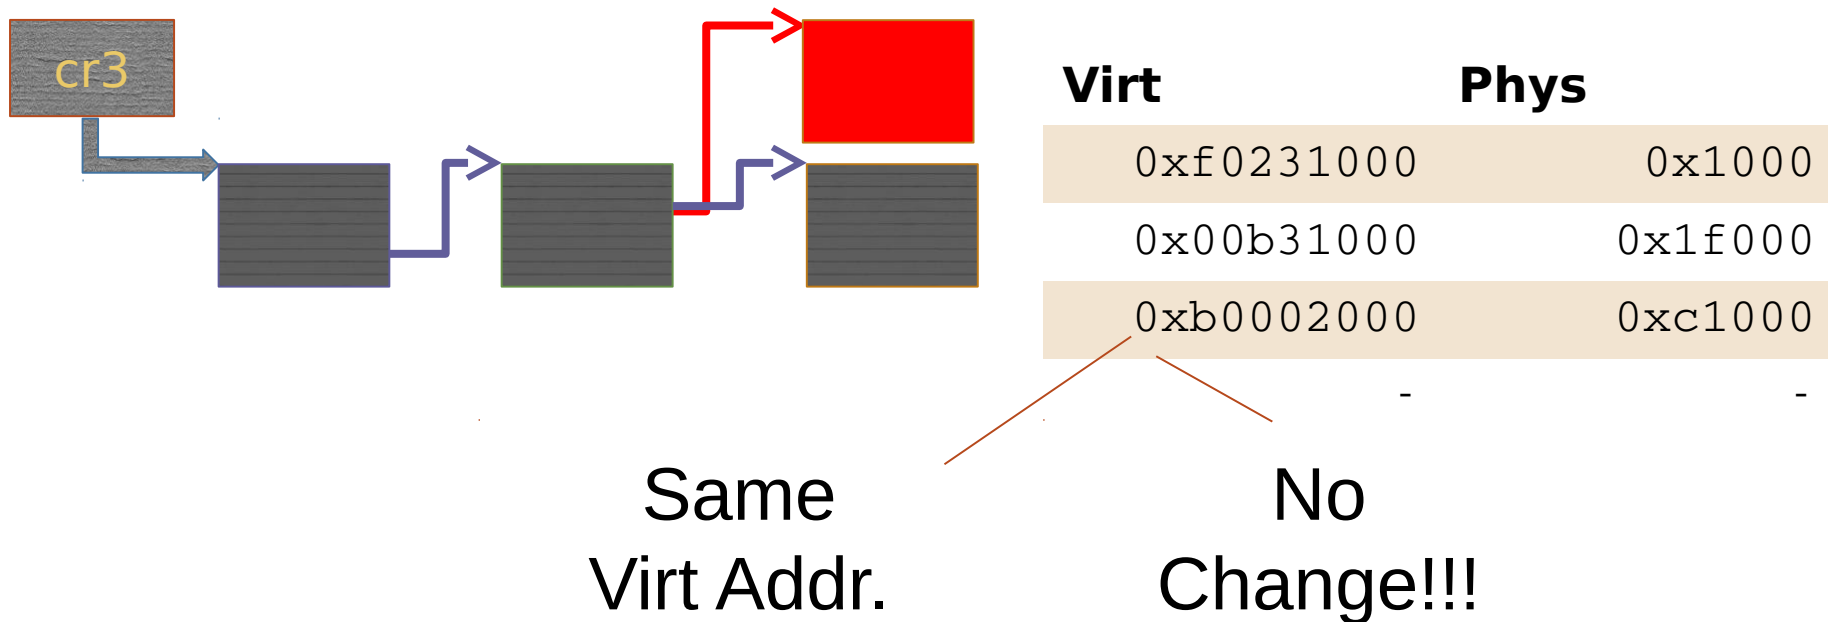 cr3
Virt Phys
0xf0231000 0x1000
0x00b31000 0x1f000
0xb0002000 0xc1000
- -
Same
Virt Addr.
No
Change!!!